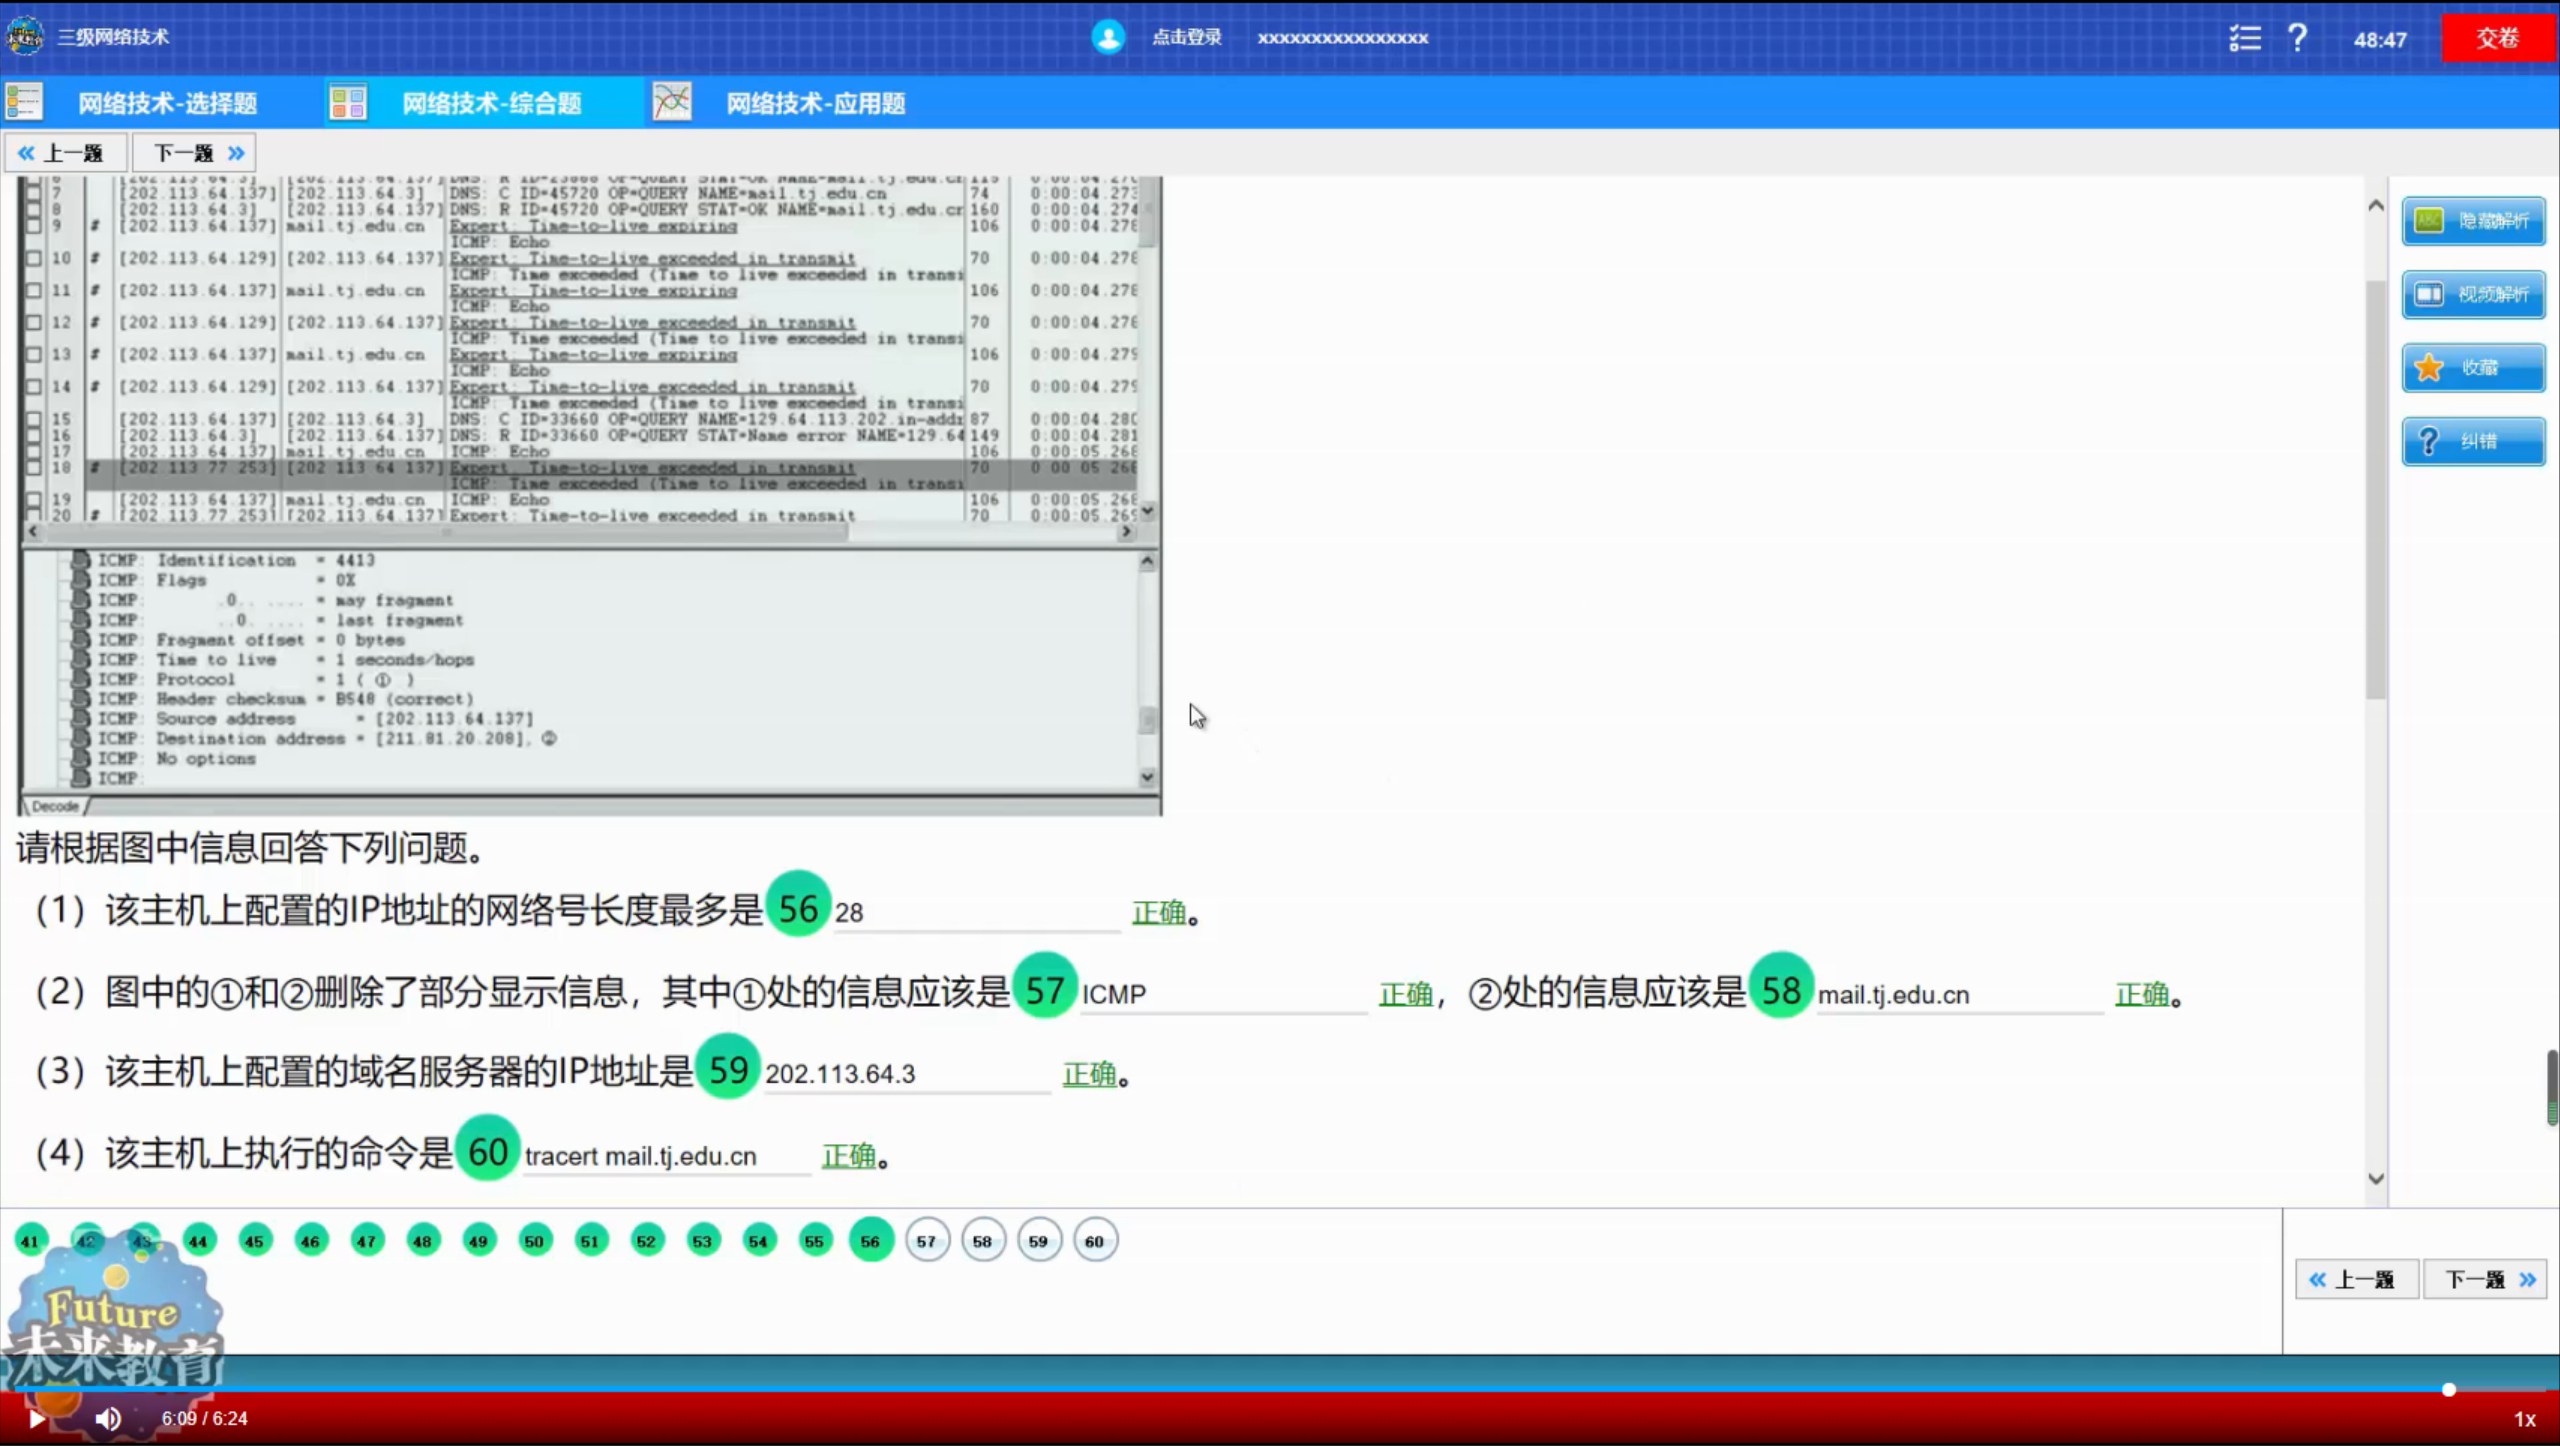 三级网络技术
点击登录 xxxxxxxxxxxxxxxx
48:47
交卷
网络技术-选择题 网络技术-综合题 网络技术-应用题
上一题 下一题
7 [202.113.64.137] [202.113.64.3] DNS: C ID=45720 OP=QUERY NAME=mail.tj.edu.cn 74 0:00:04.273
8 [202.113.64.3] [202.113.64.137] DNS: R ID=45720 OP=QUERY STAT=OK NAME=mail.tj.edu.cn 160 0:00:04.274
9 # [202.113.64.137] mail.tj.edu.cn Expert: Time-to-live expiring 106 0:00:04.278
ICMP: Echo
10 # [202.113.64.129] [202.113.64.137] Expert: Time-to-live exceeded in transmit 70 0:00:04.278
ICMP: Time exceeded (Time to live exceeded in transi
11 # [202.113.64.137] mail.tj.edu.cn Expert: Time-to-live expiring 106 0:00:04.278
ICMP: Echo
12 # [202.113.64.129] [202.113.64.137] Expert: Time-to-live exceeded in transmit 70 0:00:04.278
ICMP: Time exceeded (Time to live exceeded in transi
13 # [202.113.64.137] mail.tj.edu.cn Expert: Time-to-live expiring 106 0:00:04.279
ICMP: Echo
14 # [202.113.64.129] [202.113.64.137] Expert: Time-to-live exceeded in transmit 70 0:00:04.279
ICMP: Time exceeded (Time to live exceeded in transi
15 [202.113.64.137] [202.113.64.3] DNS: C ID=33660 OP=QUERY NAME=129.64.113.202.in-addr 87 0:00:04.280
16 [202.113.64.3] [202.113.64.137] DNS: R ID=33660 OP=QUERY STAT=Name error NAME=129.64 149 0:00:04.281
17 [202.113.64.137] mail.tj.edu.cn ICMP: Echo 106 0:00:05.268
18 # [202.113.77.253] [202.113.64.137] Expert: Time-to-live exceeded in transmit 70 0:00:05.268
ICMP: Time exceeded (Time to live exceeded in transi
19 [202.113.64.137] mail.tj.edu.cn ICMP: Echo 106 0:00:05.268
20 # [202.113.77.253] [202.113.64.137] Expert: Time-to-live exceeded in transmit 70 0:00:05.269
ICMP: Identification = 4413
ICMP: Flags = 0X
ICMP: .0.. .... = may fragment
ICMP: ..0. .... = last fragment
ICMP: Fragment offset = 0 bytes
ICMP: Time to live = 1 seconds/hops
ICMP: Protocol = 1 ( ① )
ICMP: Header checksum = B548 (correct)
ICMP: Source address = [202.113.64.137]
ICMP: Destination address = [211.81.20.208], ②
ICMP: No options
ICMP:
Decode
隐藏解析
视频解析
收藏
纠错
请根据图中信息回答下列问题。
（1）该主机上配置的IP地址的网络号长度最多是 56 28 正确。
（2）图中的①和②删除了部分显示信息，其中①处的信息应该是 57 ICMP 正确，②处的信息应该是 58 mail.tj.edu.cn 正确。
（3）该主机上配置的域名服务器的IP地址是 59 202.113.64.3 正确。
（4）该主机上执行的命令是 60 tracert mail.tj.edu.cn 正确。
41 42 43 44 45 46 47 48 49 50 51 52 53 54 55 56 57 58 59 60
上一题 下一题
Future
未来教育
6:09 / 6:24
1x